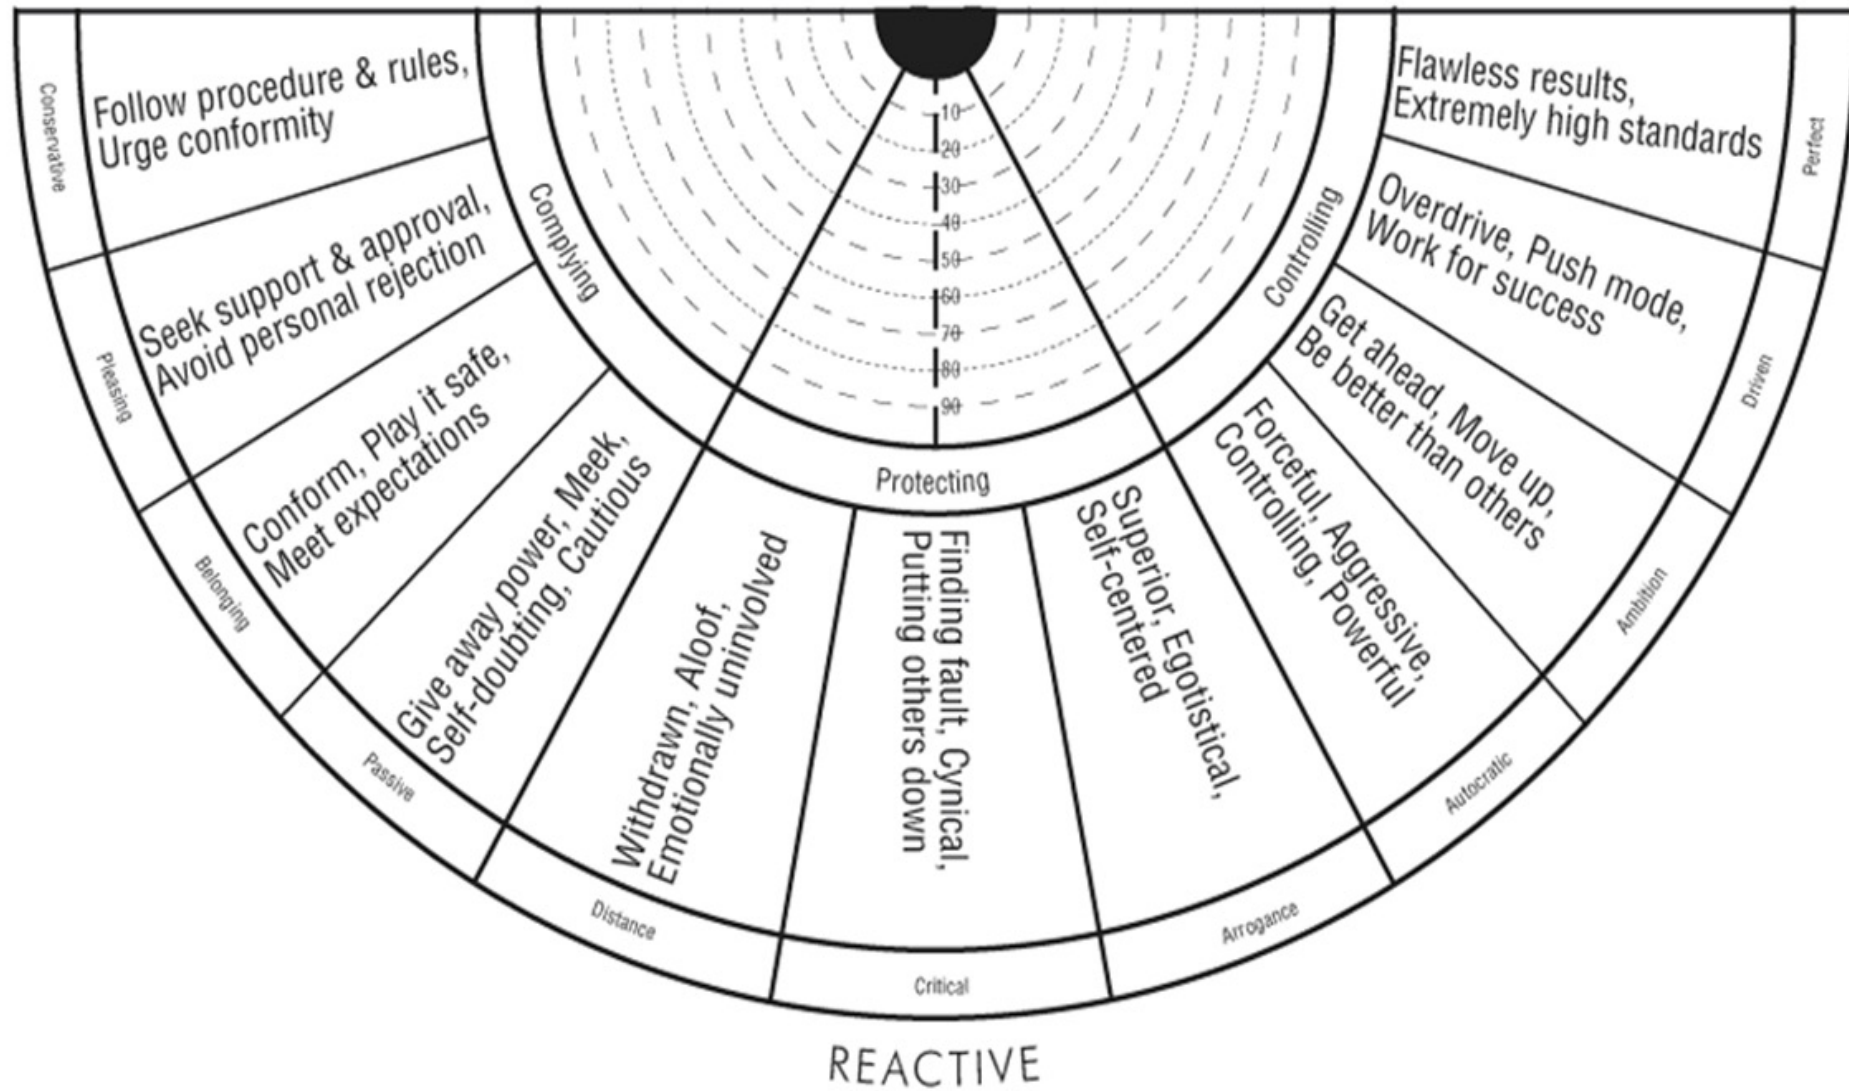 Conservative
Follow procedure & rules,
Urge conformity
Pleasing
Seek support & approval,
Avoid personal rejection
Belonging
Conform, Play it safe,
Meet expectations
Passive
Give away power, Meek,
Self-doubting, Cautious
Complying
Distance
Withdrawn, Aloof,
Emotionally uninvolved
Critical
Finding fault, Cynical,
Putting others down
Arrogance
Superior, Egotistical,
Self-centered
Protecting
10
20
30
40
50
60
70
80
90
Controlling
Autocratic
Forceful, Aggressive,
Controlling, Powerful
Ambition
Get ahead, Move up,
Be better than others
Driven
Overdrive, Push mode,
Work for success
Perfect
Flawless results,
Extremely high standards
REACTIVE